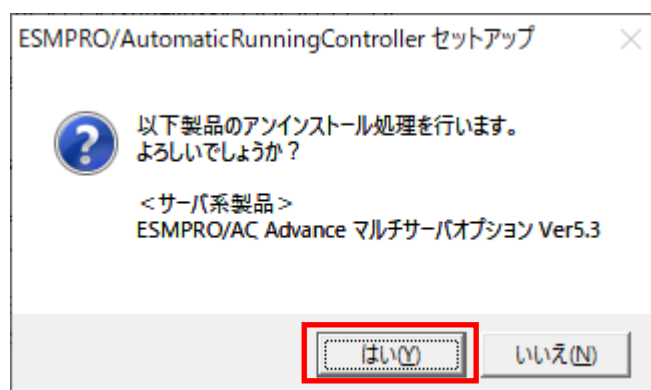 ESMPRO/AutomaticRunningController セットアップ
以下製品のアンインストール処理を行います。
よろしいでしょうか？
＜サーバ系製品＞
ESMPRO/AC Advance マルチサーバオプション Ver5.3
はい(Y)
いいえ(N)